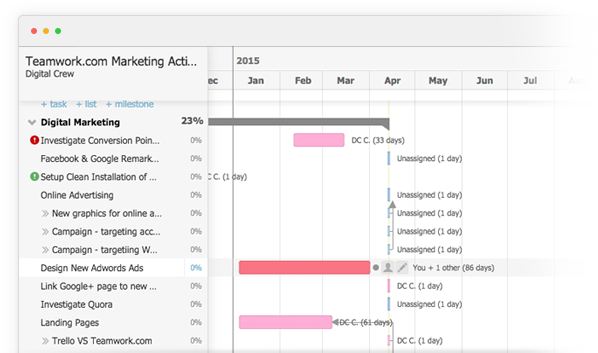 Teamwork.com Marketing Acti...
Digital Crew
2015
Jan Feb Mar Apr May Jun Jul
+ task + list + milestone
Digital Marketing 23%
Investigate Conversion Poin... 0% DC C. (33 days)
Facebook & Google Remark... 0% Unassigned (1 day)
Setup Clean Installation of ... 0% C C. (1 day)
Online Advertising 0% Unassigned (1 day)
» New graphics for online a... 0% Unassigned (1 day)
» Campaign - targeting acc... 0% Unassigned (1 day)
» Campaign - targetiing W... 0% Unassigned (1 day)
Design New Adwords Ads 0% You + 1 other (86 days)
Link Google+ page to new ... 0% DC C. (1 day)
Investigate Quora 0% Unassigned (1 day)
Landing Pages 0% DC C. (61 days)
» Trello VS Teamwork.com 0% DC C. (1 day)